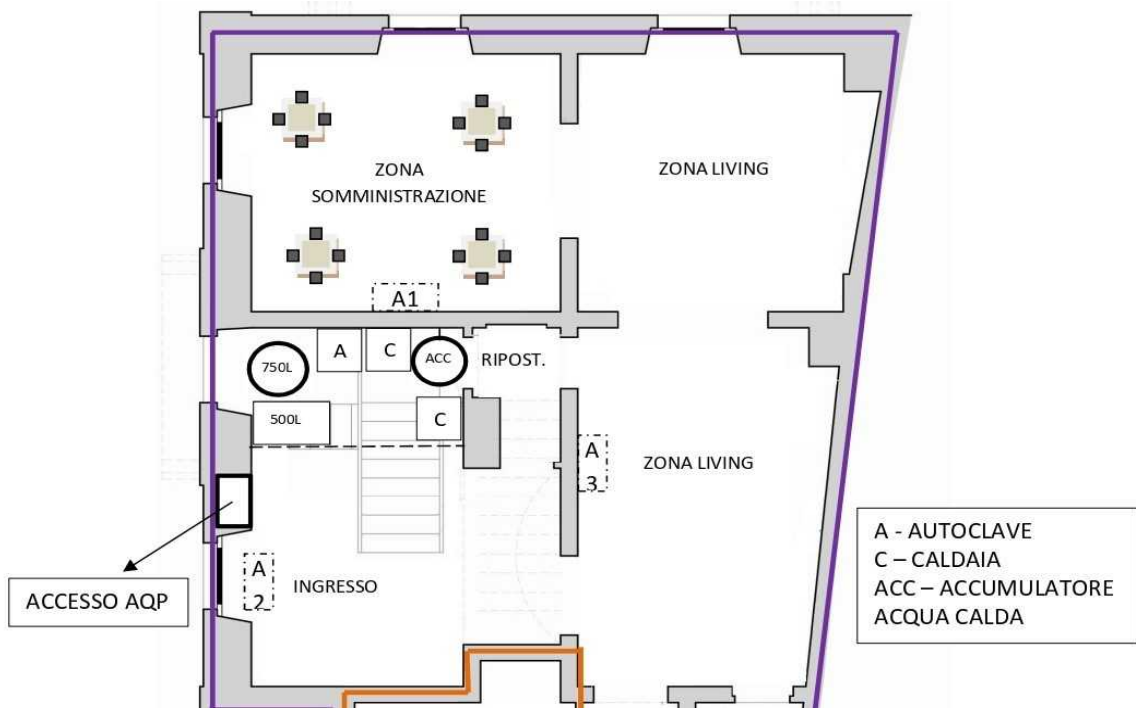 ZONA
SOMMINISTRAZIONE
ZONA LIVING
A1
750L
A
C
ACC
RIPOST.
500L
C
A
3
ZONA LIVING
A
2
INGRESSO
ACCESSO AQP
A - AUTOCLAVE
C – CALDAIA
ACC – ACCUMULATORE
ACQUA CALDA